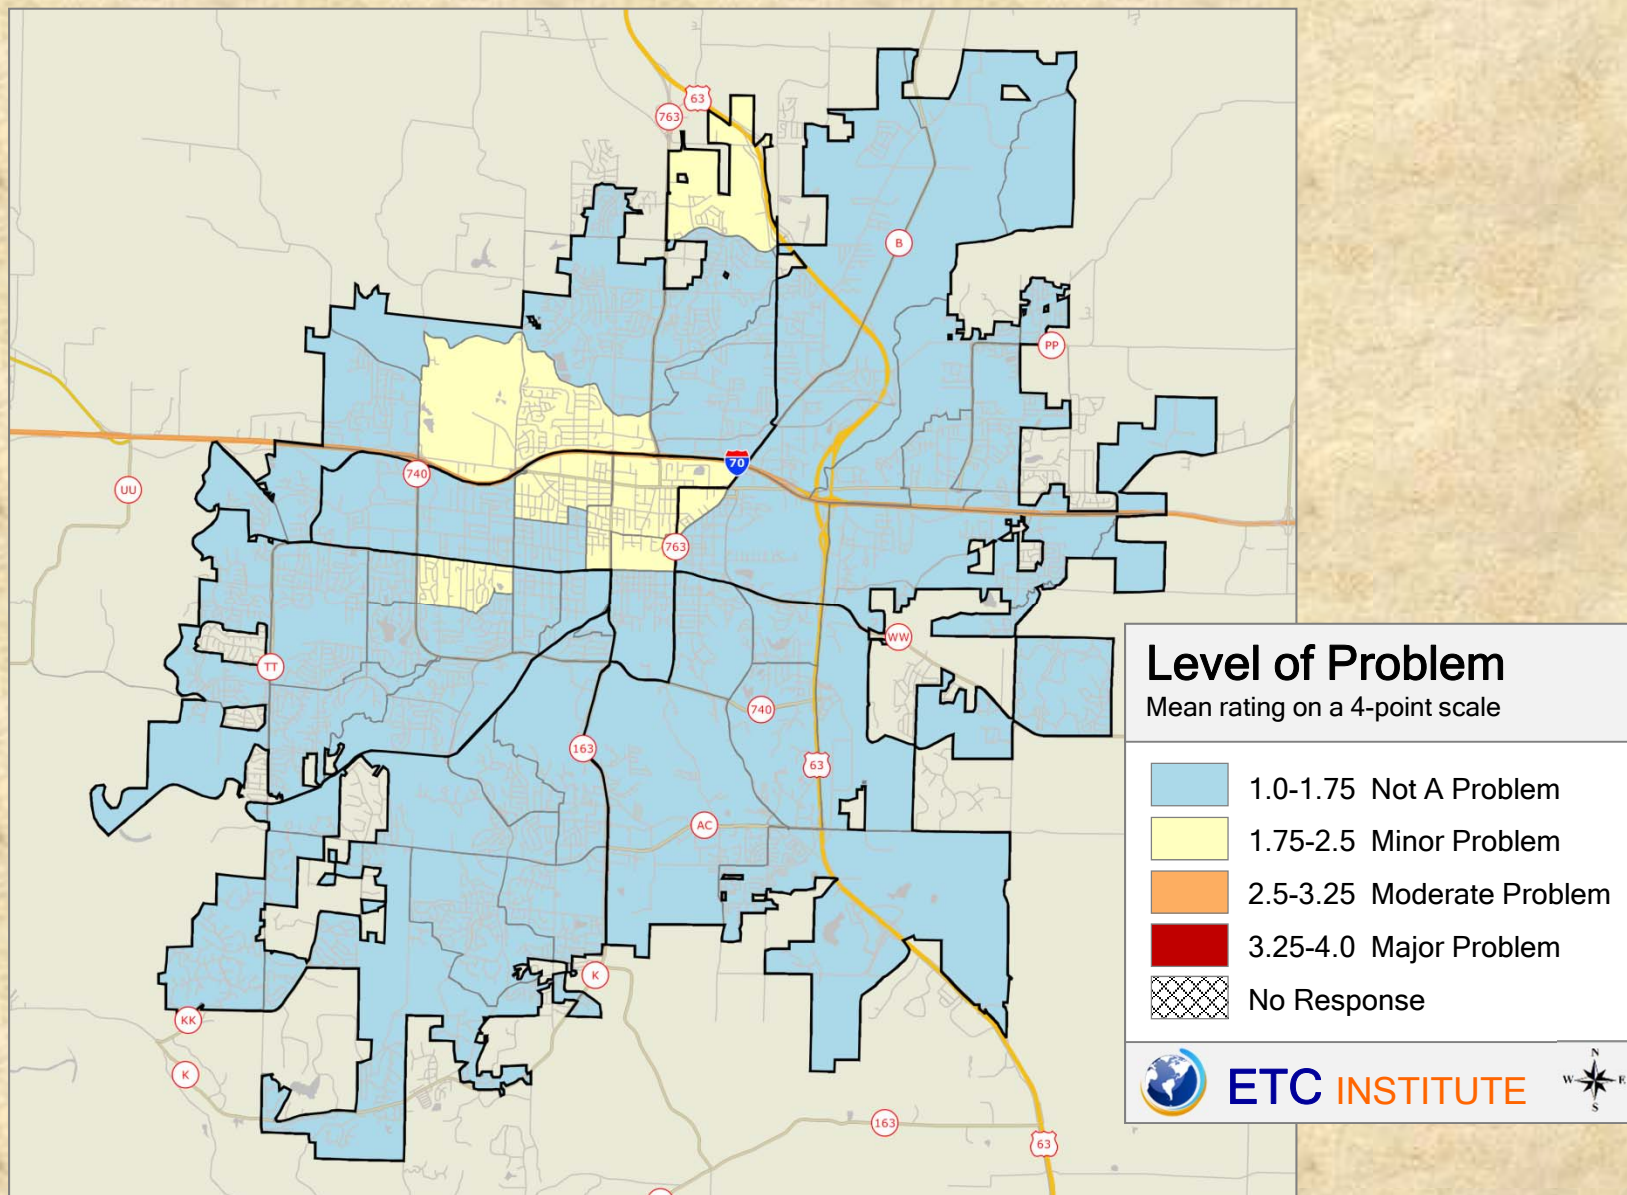 63
763
B
PP
70
740
UU
763
WW
TT
740
163
63
AC
K
KK
K
163
63
Level of Problem
Mean rating on a 4-point scale
1.0-1.75 Not A Problem
1.75-2.5 Minor Problem
2.5-3.25 Moderate Problem
3.25-4.0 Major Problem
No Response
ETC INSTITUTE
N
W E
S